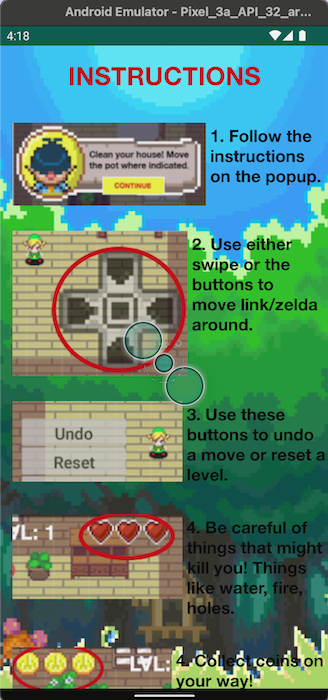 Android Emulator - Pixel_3a_API_32_ar...
4:18
INSTRUCTIONS
Clean your house! Move
the pot where indicated.
CONTINUE
1. Follow the
instructions
on the popup.
2. Use either
swipe or the
buttons to
move link/zelda
around.
Undo
Reset
3. Use these
buttons to undo
a move or reset a
level.
LVL: 1
4. Be careful of
things that might
kill you! Things
like water, fire,
holes.
LVL:
4. Collect coins on
your way!